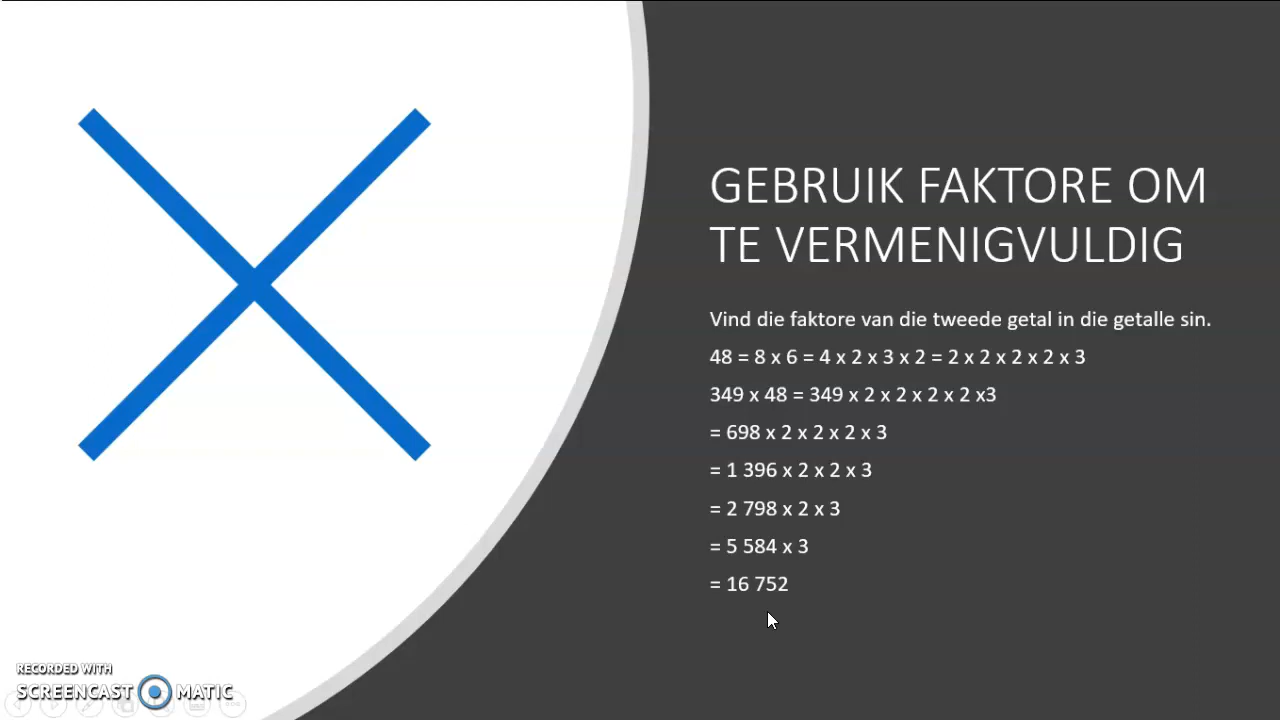 GEBRUIK FAKTORE OM
TE VERMENIGVULDIG
Vind die faktore van die tweede getal in die getalle sin.
48 = 8 x 6 = 4 x 2 x 3 x 2 = 2 x 2 x 2 x 2 x 3
349 x 48 = 349 x 2 x 2 x 2 x 2 x3
= 698 x 2 x 2 x 2 x 3
= 1 396 x 2 x 2 x 3
= 2 798 x 2 x 3
= 5 584 x 3
= 16 752
RECORDED WITH
SCREENCAST MATIC